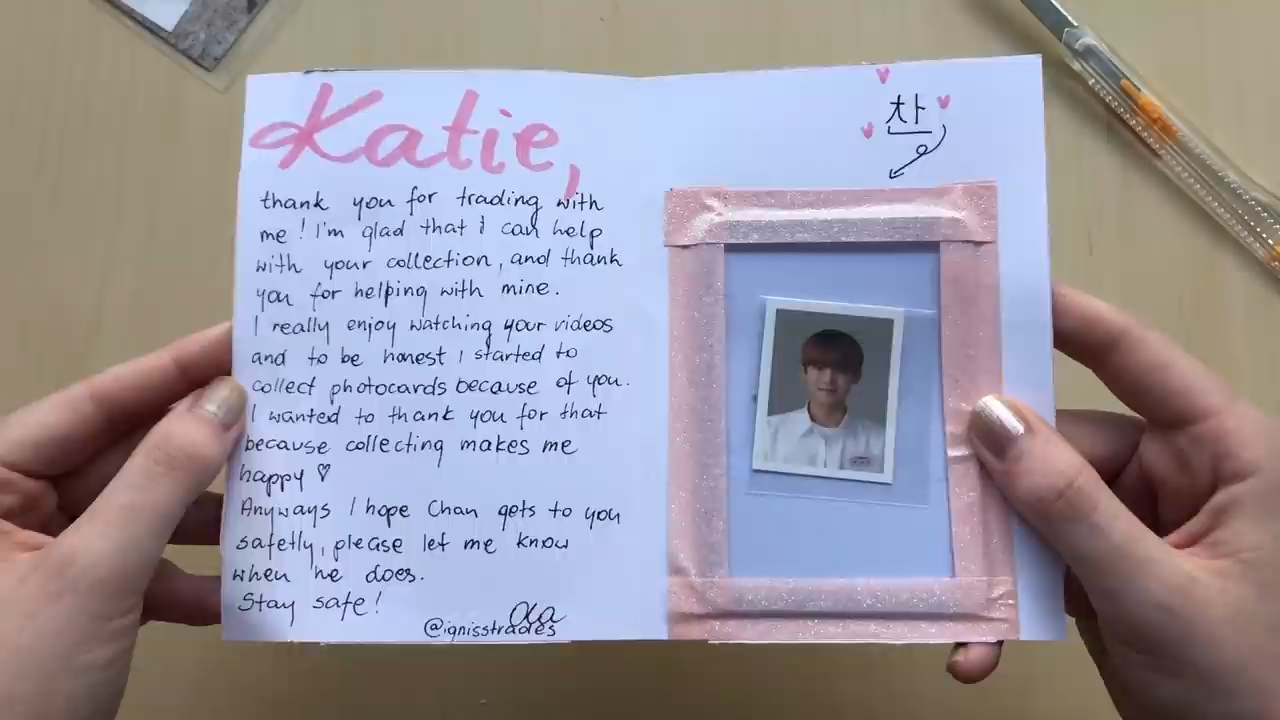 Katie,
thank you for trading with
me! I'm glad that i can help
with your collection, and thank
you for helping with mine.
I really enjoy watching your videos
and to be honest I started to
collect photocards because of you.
I wanted to thank you for that
because collecting makes me
happy ♡
Anyways I hope Chan gets to you
safetly, please let me know
when he does.
Stay safe!
Ola
@ignisstrades
찬